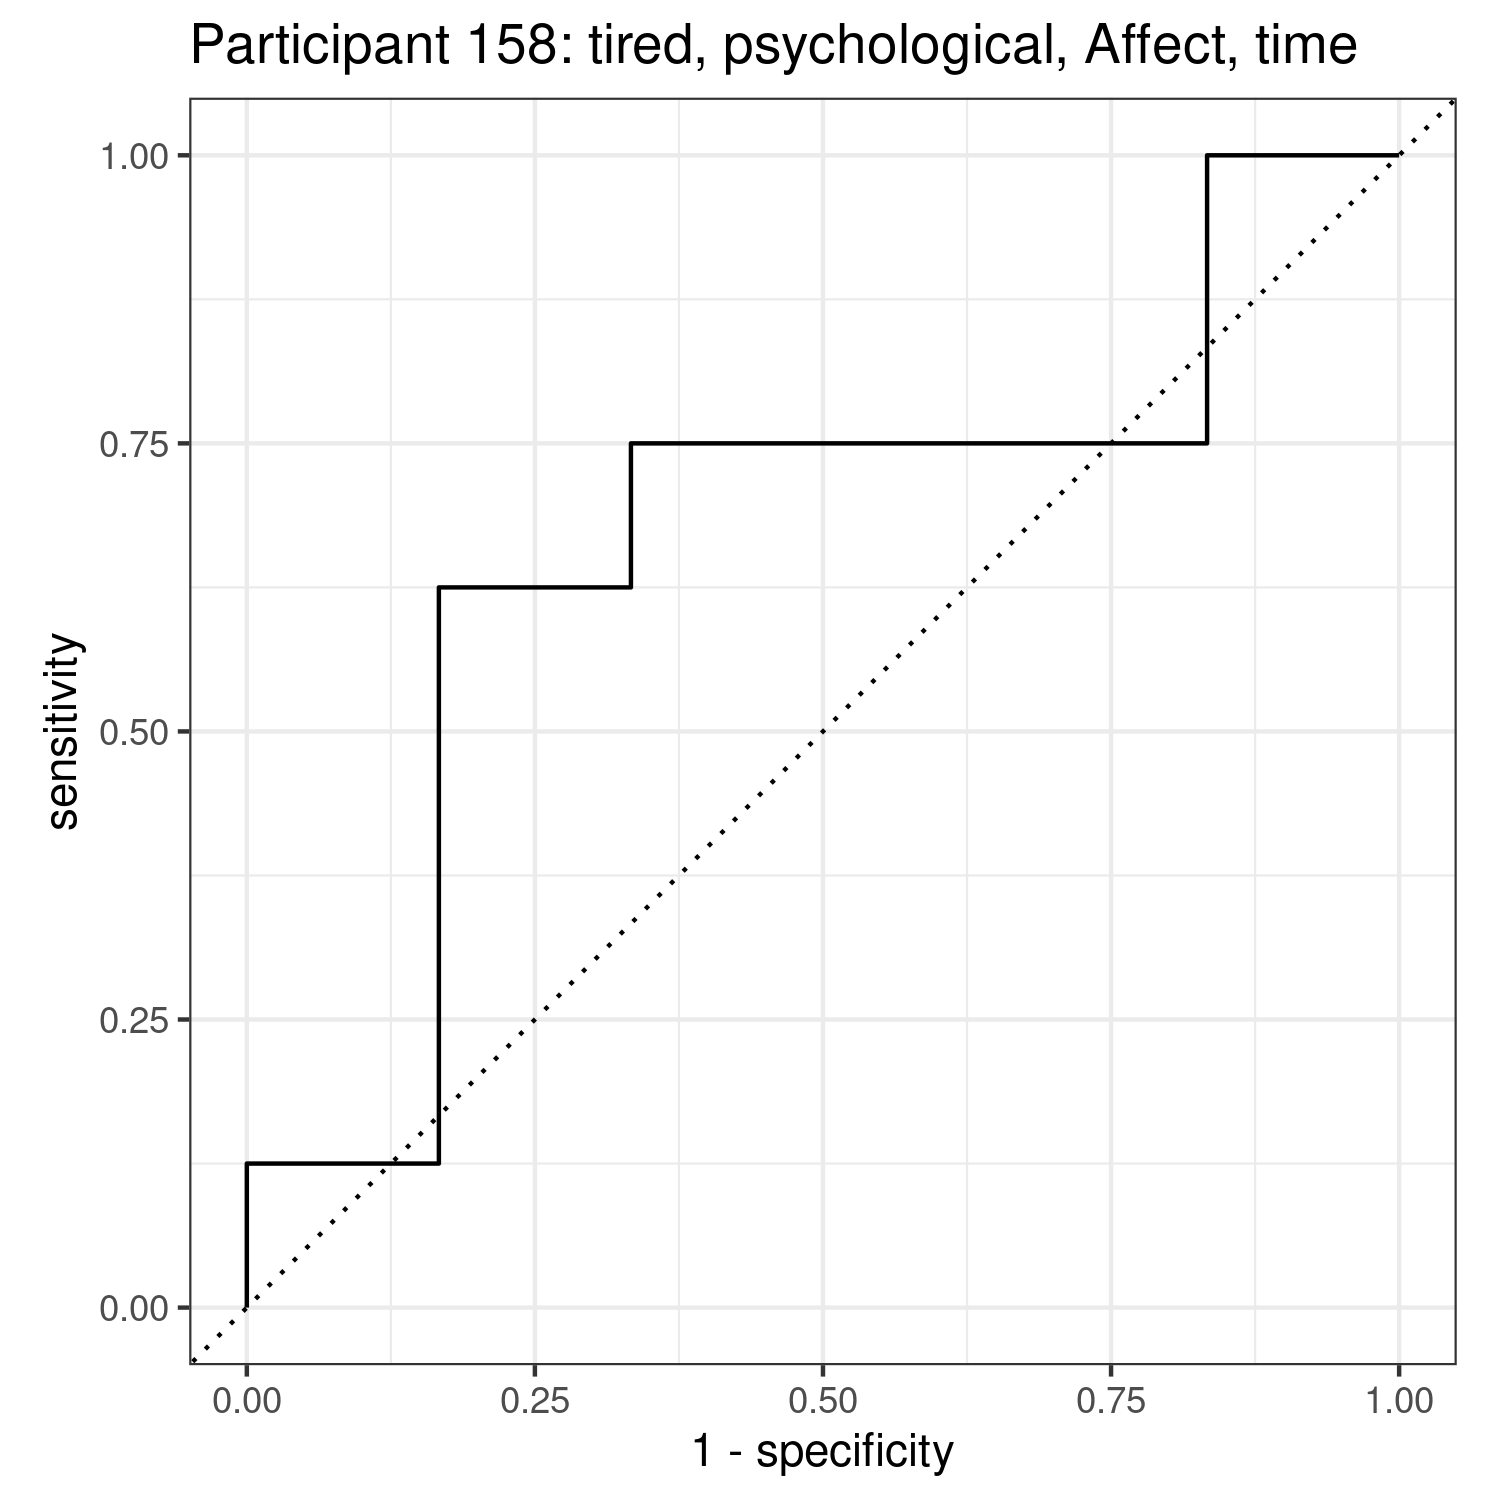 Participant 158: tired, psychological, Affect, time
1.00
0.75
0.50
0.25
0.00
sensitivity
0.00 0.25 0.50 0.75 1.00
1 - specificity